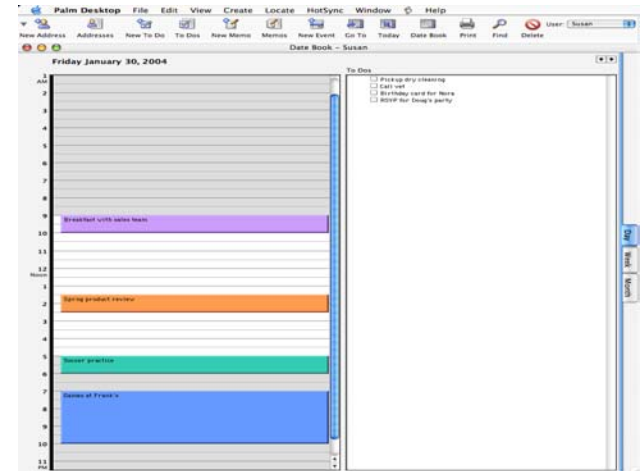 Palm Desktop File Edit View Create Locate HotSync Window Help
New Address Addresses New To Do To Dos New Memo Memos New Event Go To Today Date Book Print Find Delete User: Susan
Date Book - Susan
Friday January 30, 2004
To Dos
Pickup dry cleaning
Call vet
Birthday card for Nora
RSVP for Doug's party
1
AM
2
3
4
5
6
7
8
9
Breakfast with sales team
10
11
12
Noon
1
Spring product review
2
3
4
5
Soccer practice
6
7
Games at Frank's
8
9
10
11
PM
Day
Week
Month